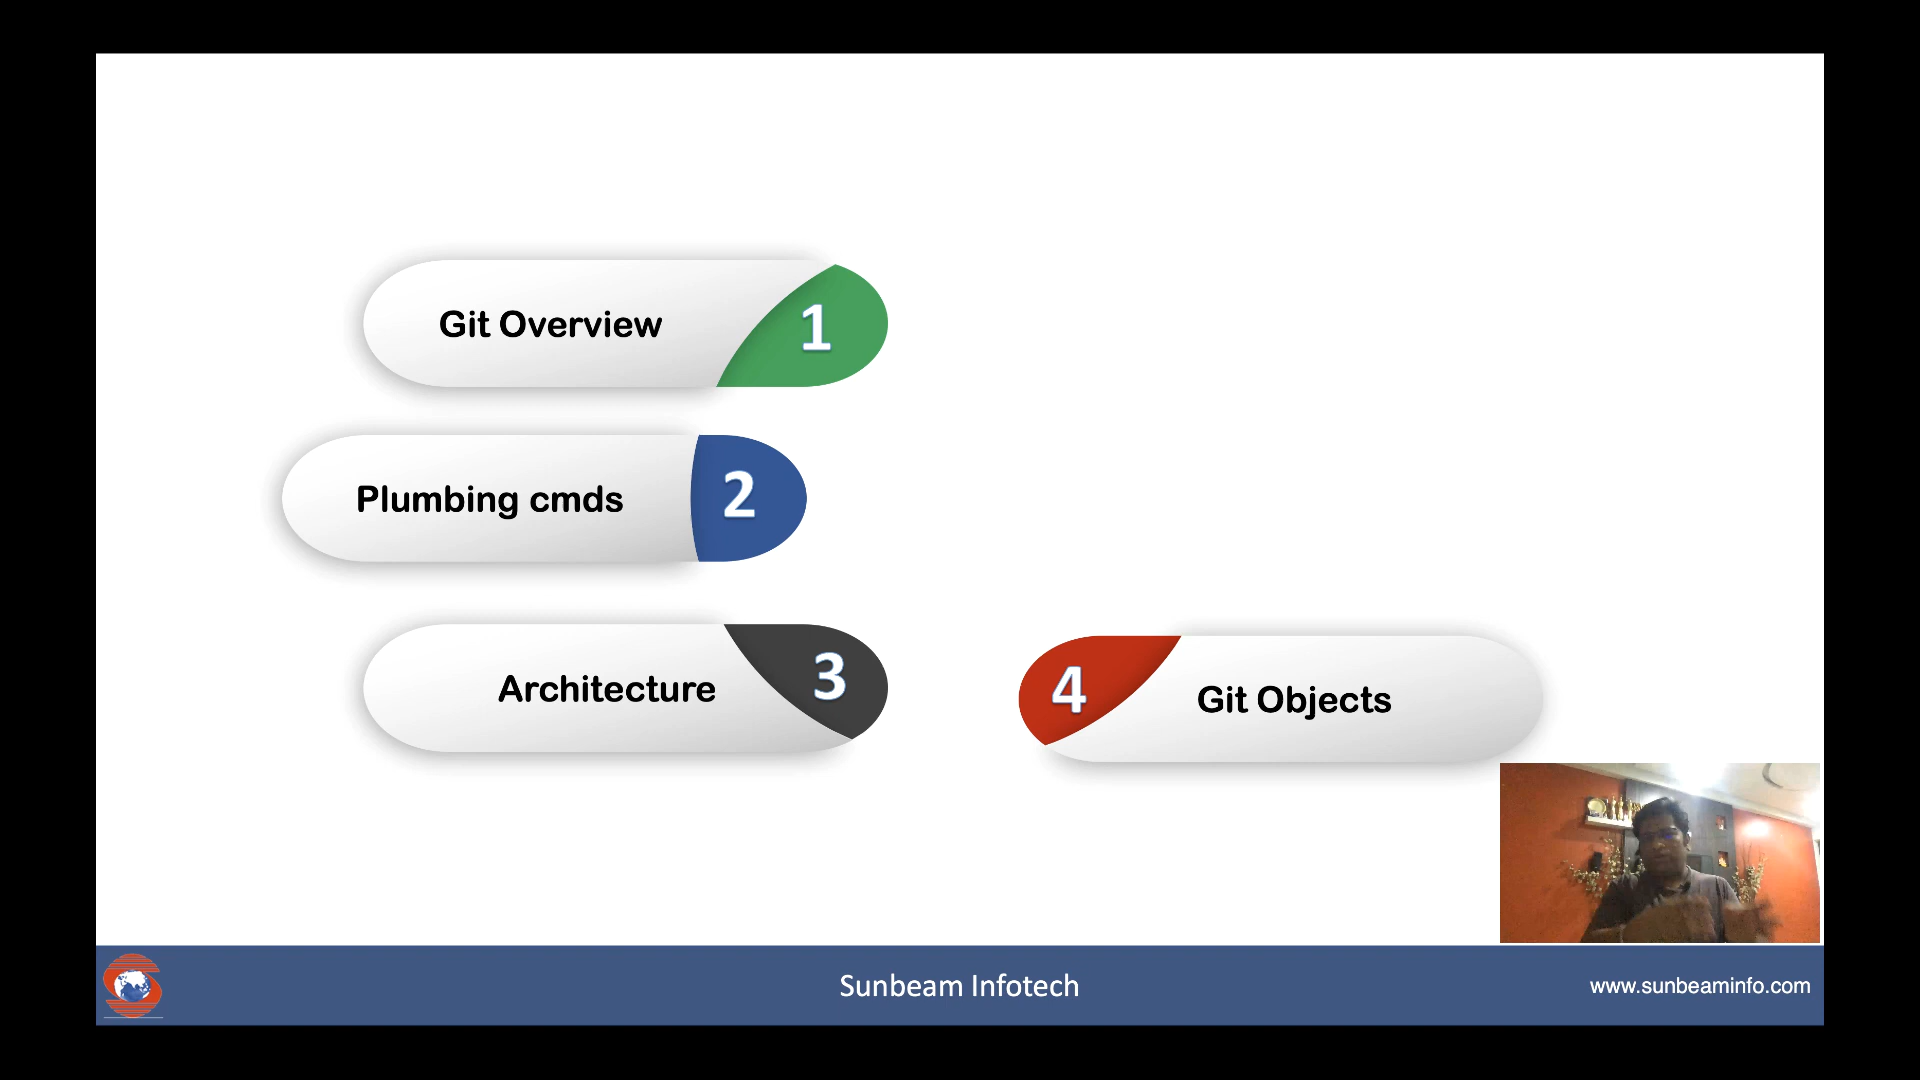 Git Overview
1
Plumbing cmds
2
Architecture
3
4
Git Objects
Sunbeam Infotech
www.sunbeaminfo.com